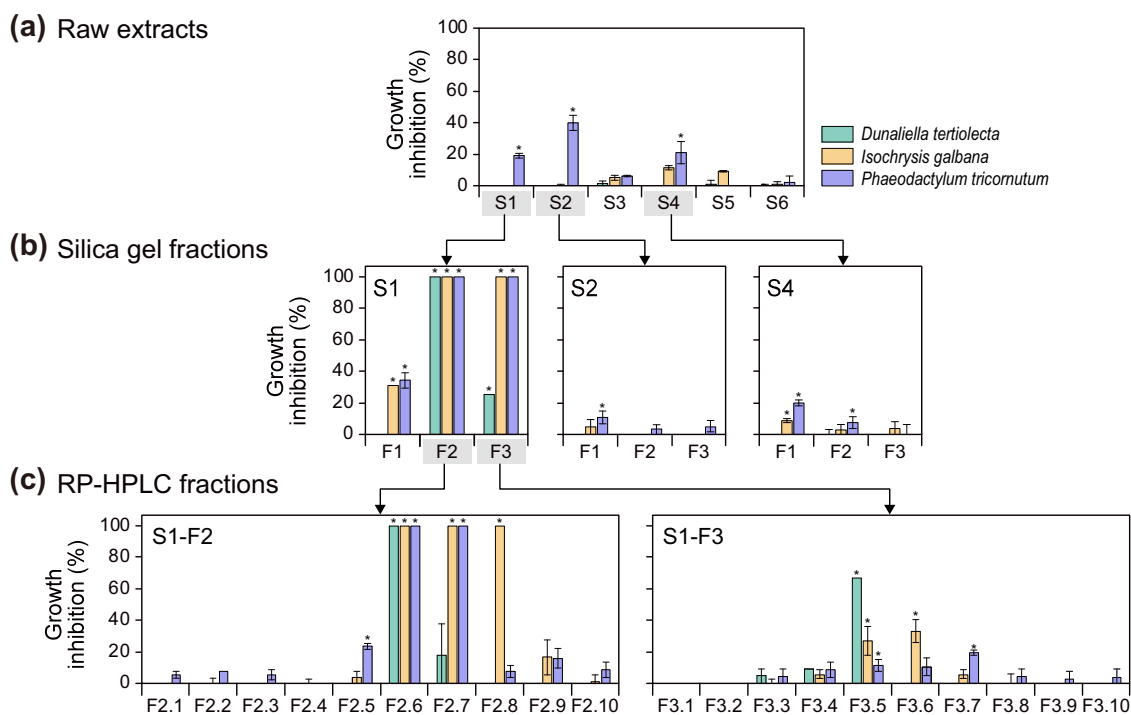 (a) Raw extracts
Growth
inhibition (%)
100
80
60
40
20
0
* * *
S1 S2 S3 S4 S5 S6
Dunaliella tertiolecta
Isochrysis galbana
Phaeodactylum tricornutum
(b) Silica gel fractions
Growth
inhibition (%)
100
80
60
40
20
0
S1
* * * * * * * *
F1 F2 F3
S2
*
F1 F2 F3
S4
* * *
F1 F2 F3
(c) RP-HPLC fractions
Growth
inhibition (%)
100
80
60
40
20
0
S1-F2
* * * * * * *
F2.1 F2.2 F2.3 F2.4 F2.5 F2.6 F2.7 F2.8 F2.9 F2.10
S1-F3
* * * * *
F3.1 F3.2 F3.3 F3.4 F3.5 F3.6 F3.7 F3.8 F3.9 F3.10